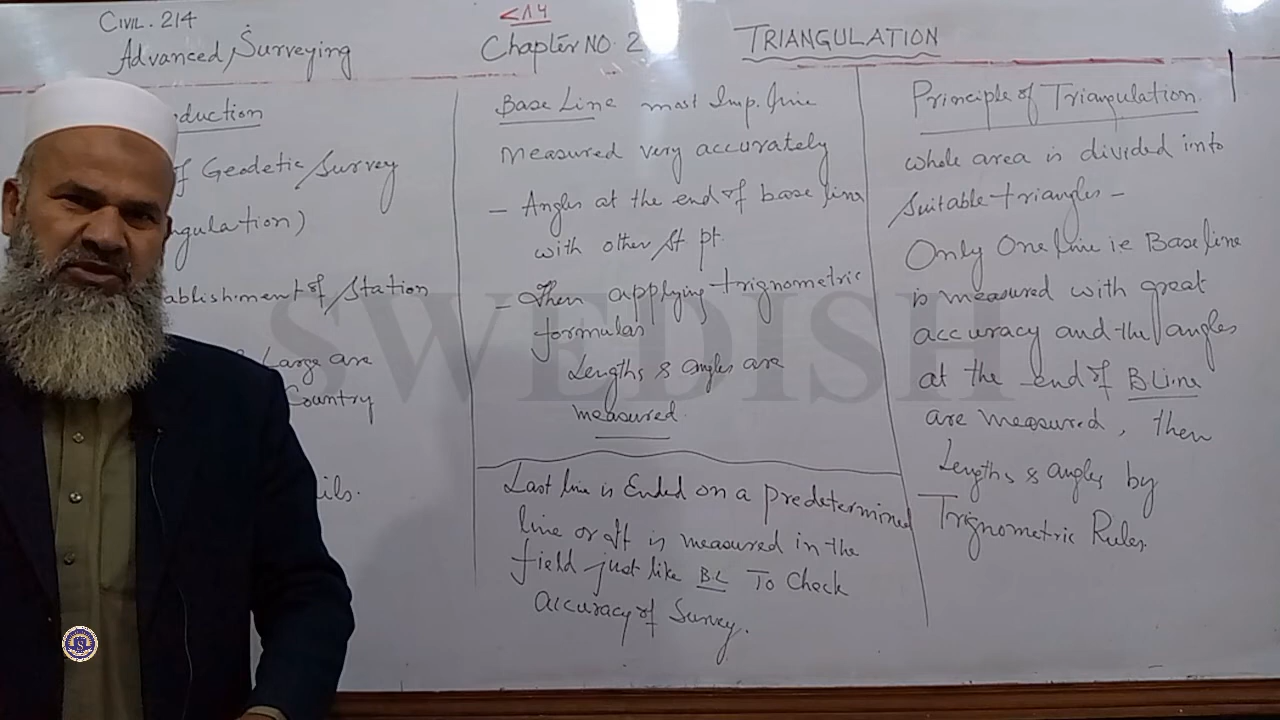 CIVIL. 214
Advanced Surveying
<14
Chapter NO. 2
TRIANGULATION
duction
of Geodetic Survey
ngulation)
ablishment of Station
Large are
Country
ils.
Base Line most Imp. line
measured very accurately
- Angles at the end of base line
with other St pt.
- Then applying trignometric
formulas
Lengths & angles are
measured.
Last line is Ended on a predetermined
line or it is measured in the
field just like B.L To Check
accuracy of Survey.
Principle of Triangulation.
whole area is divided into
suitable triangles -
Only One line i.e Base line
is measured with great
accuracy and the angles
at the end of B Line
are measured, then
Lengths & angles by
Trignometric Rules.
SWEDISH